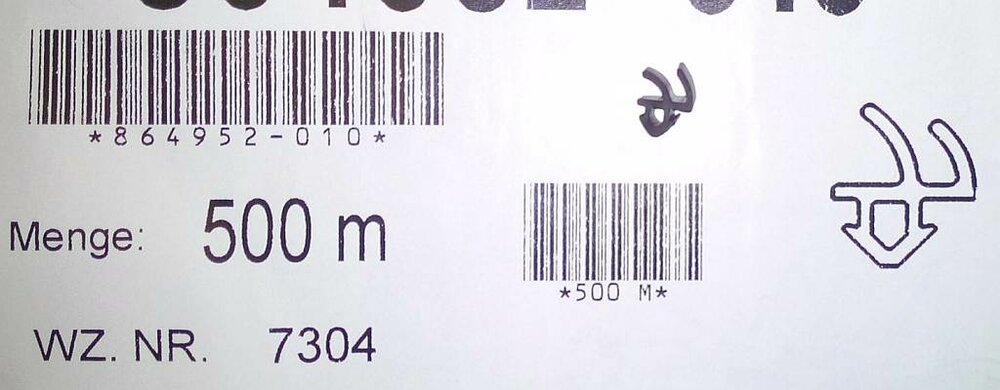 *864952-010*
Menge: 500 m
*500 M*
WZ. NR. 7304